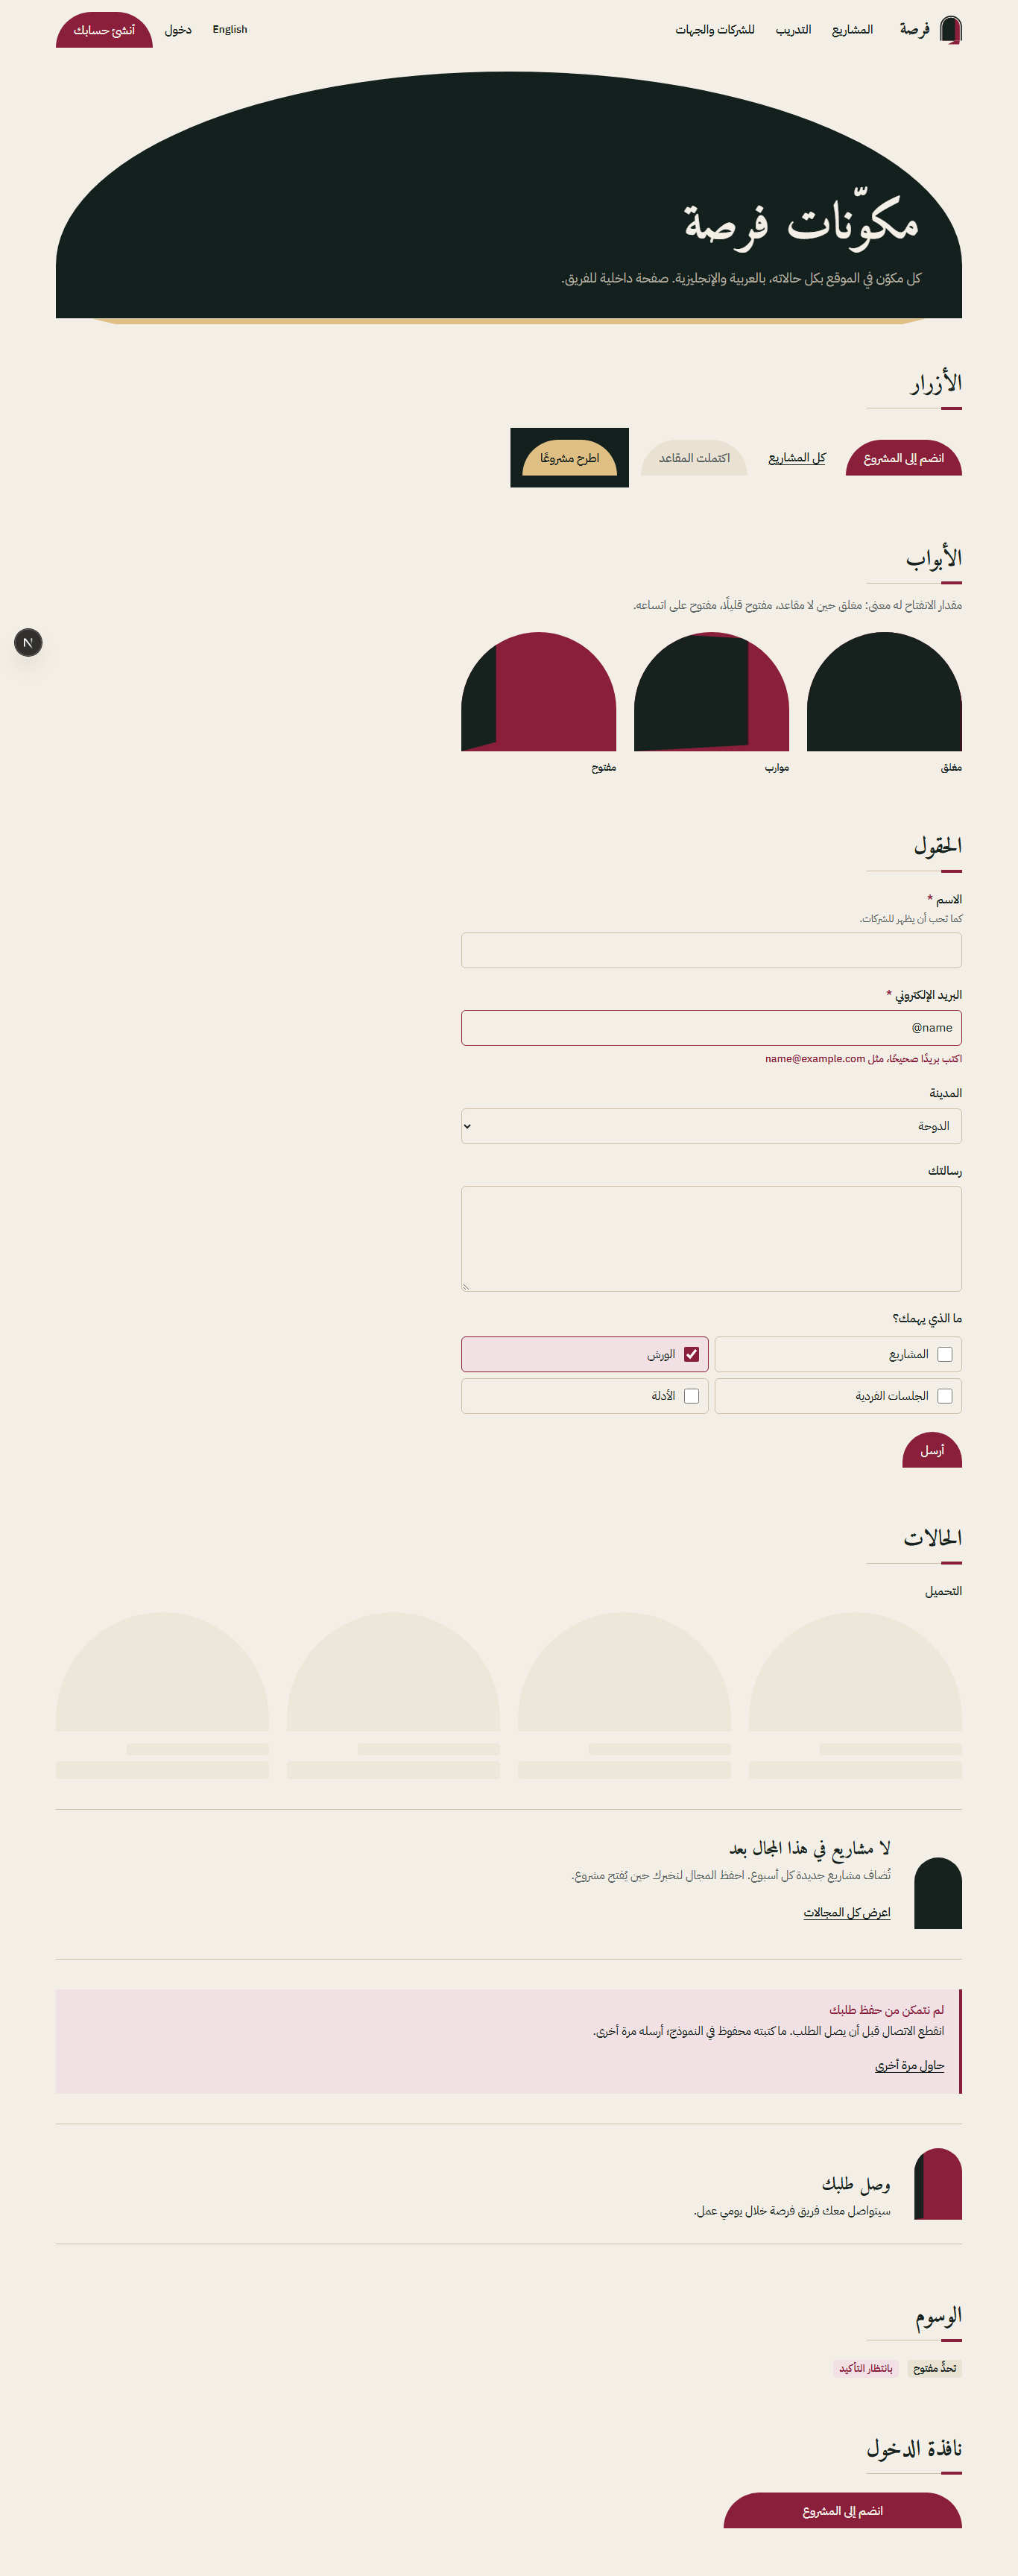 فرصة
المشاريع
التدريب
للشركات والجهات
English
دخول
أنشئ حسابك
مكوّنات فرصة
كل مكوّن في الموقع بكل حالاته، بالعربية والإنجليزية. صفحة داخلية للفريق.
الأزرار
انضم إلى المشروع
كل المشاريع
اكتملت المقاعد
اطرح مشروعًا
الأبواب
مقدار الانفتاح له معنى: مغلق حين لا مقاعد، مفتوح قليلًا، مفتوح على اتساعه.
مغلق
موارب
مفتوح
الحقول
الاسم *
كما تحب أن يظهر للشركات.
البريد الإلكتروني *
@name
اكتب بريدًا صحيحًا، مثل name@example.com
المدينة
الدوحة
رسالتك
ما الذي يهمك؟
المشاريع
الورش
الجلسات الفردية
الأدلة
أرسل
الحالات
التحميل
لا مشاريع في هذا المجال بعد
تُضاف مشاريع جديدة كل أسبوع. احفظ المجال لنخبرك حين يُفتح مشروع.
اعرض كل المجالات
لم نتمكن من حفظ طلبك
انقطع الاتصال قبل أن يصل الطلب. ما كتبته محفوظ في النموذج؛ أرسله مرة أخرى.
حاول مرة أخرى
وصل طلبك
سيتواصل معك فريق فرصة خلال يومي عمل.
الوسوم
تحدٍّ مفتوح
بانتظار التأكيد
نافذة الدخول
انضم إلى المشروع